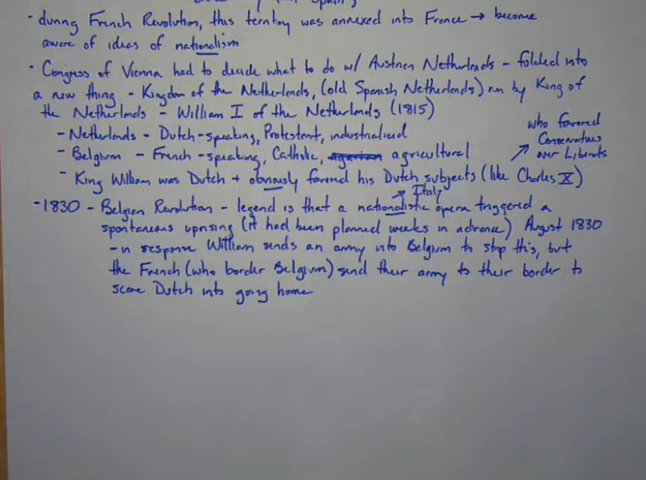 - during French Revolution, this territory was annexed into France → become
aware of ideas of nationalism
• Congress of Vienna had to decide what to do w/ Austrian Netherlands - folded into
a new thing - Kingdom of the Netherlands, (old Spanish Netherlands) run by King of
the Netherlands - William I of the Netherlands (1815)
- Netherlands - Dutch-speaking, Protestant, industrialized
- Belgium - French-speaking, Catholic, agrarian agricultural
- King William was Dutch + obviously favored his Dutch subjects (like Charles X)
↗ who favored
Conservatives
over Liberals
- 1830 - Belgian Revolution - legend is that a nationalistic opera triggered a
→ Italy
spontaneous uprising (it had been planned weeks in advance) August 1830
- in response William sends an army into Belgium to stop this, but
the French (who border Belgium) send their army to their border to
scare Dutch into going home